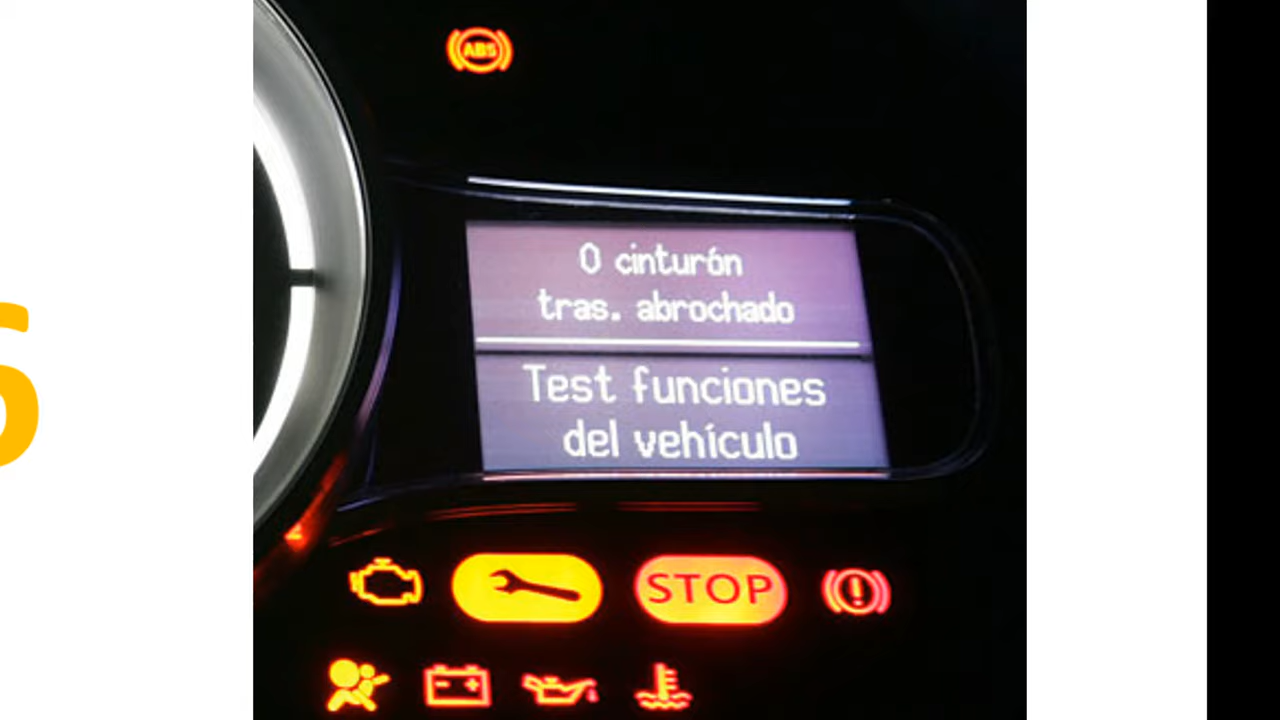 ABS
0 cinturón
tras. abrochado
Test funciones
del vehículo
STOP